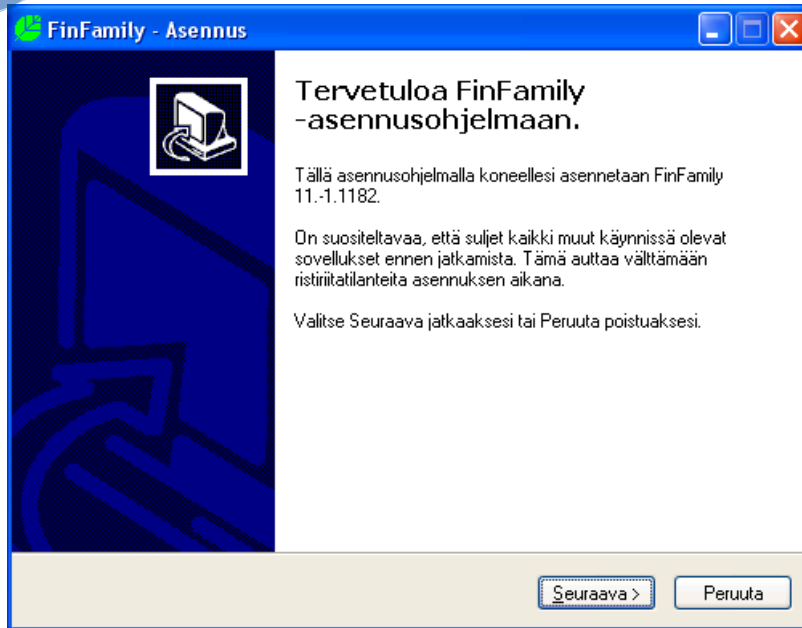 FinFamily - Asennus
Tervetuloa FinFamily
-asennusohjelmaan.
Tällä asennusohjelmalla koneellesi asennetaan FinFamily
11.-1.1182.
On suositeltavaa, että suljet kaikki muut käynnissä olevat
sovellukset ennen jatkamista. Tämä auttaa välttämään
ristiriitatilanteita asennuksen aikana.
Valitse Seuraava jatkaaksesi tai Peruuta poistuaksesi.
Seuraava >
Peruuta